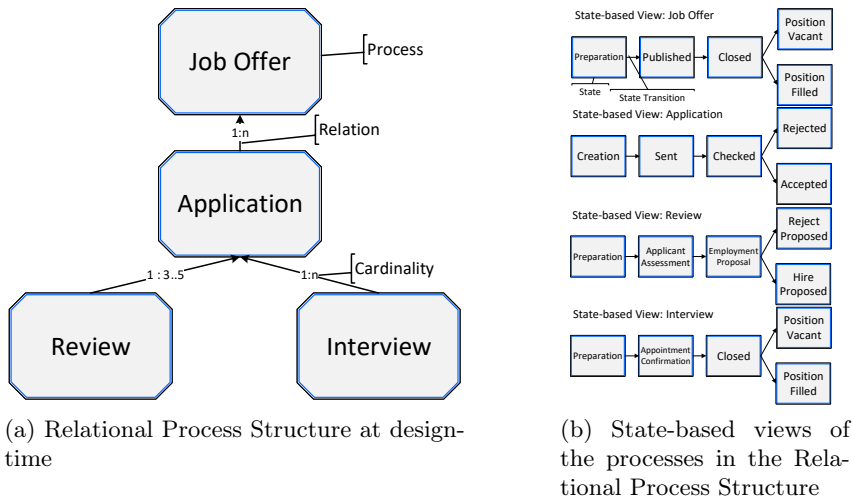 Job Offer
Process
1:n
Relation
Application
1 : 3..5
1:n
Cardinality
Review
Interview
(a) Relational Process Structure at design-
time
State-based View: Job Offer
Preparation
Published
Closed
Position
Vacant
Position
Filled
State
State Transition
State-based View: Application
Creation
Sent
Checked
Rejected
Accepted
State-based View: Review
Preparation
Applicant
Assessment
Employment
Proposal
Reject
Proposed
Hire
Proposed
State-based View: Interview
Preparation
Appointment
Confirmation
Closed
Position
Vacant
Position
Filled
(b) State-based views of
the processes in the Rela-
tional Process Structure